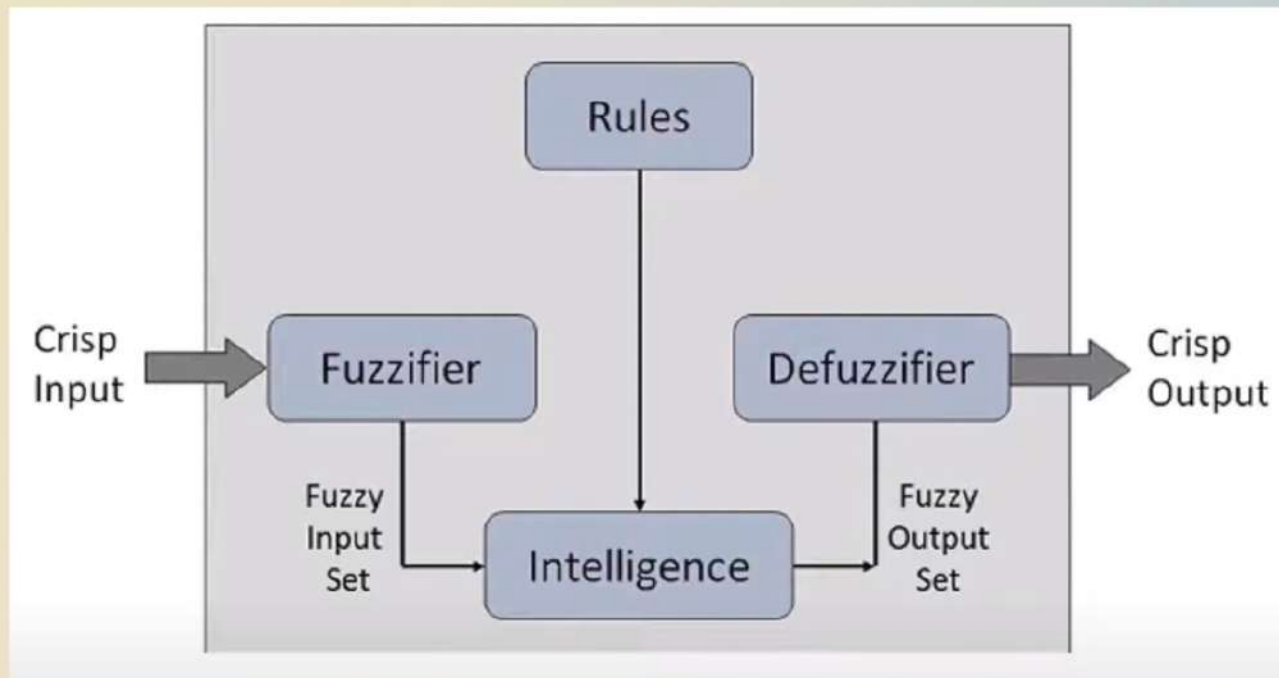 Rules
Crisp
Input
Fuzzifier
Defuzzifier
Crisp
Output
Fuzzy
Input
Set
Intelligence
Fuzzy
Output
Set